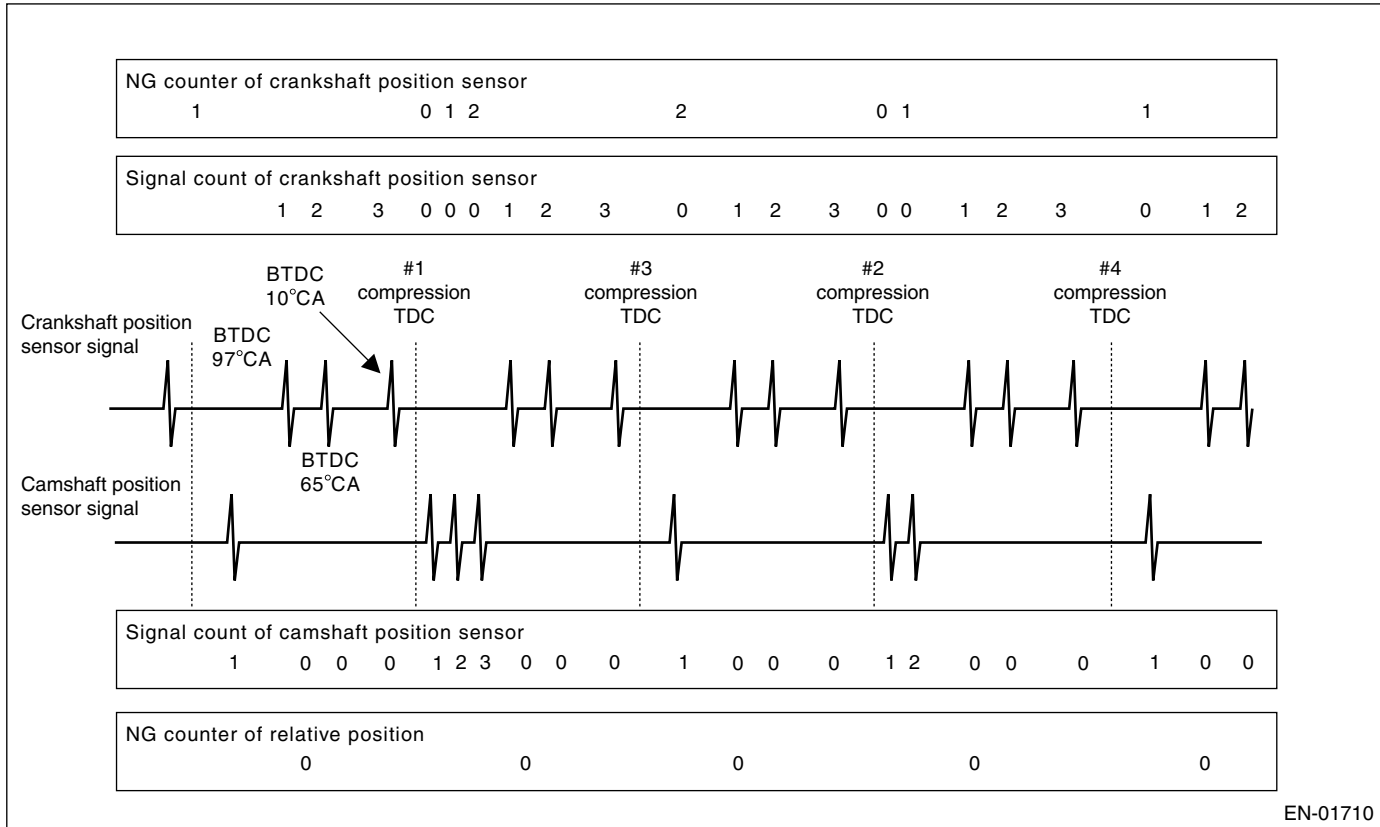 NG counter of crankshaft position sensor
1 0 1 2 2 0 1 1
Signal count of crankshaft position sensor
1 2 3 0 0 0 1 2 3 0 1 2 3 0 0 1 2 3 0 1 2
BTDC
10°CA
#1
compression
TDC
#3
compression
TDC
#2
compression
TDC
#4
compression
TDC
Crankshaft position
sensor signal
BTDC
97°CA
BTDC
65°CA
Camshaft position
sensor signal
Signal count of camshaft position sensor
1 0 0 0 1 2 3 0 0 0 1 0 0 0 1 2 0 0 0 1 0 0
NG counter of relative position
0 0 0 0 0
EN-01710